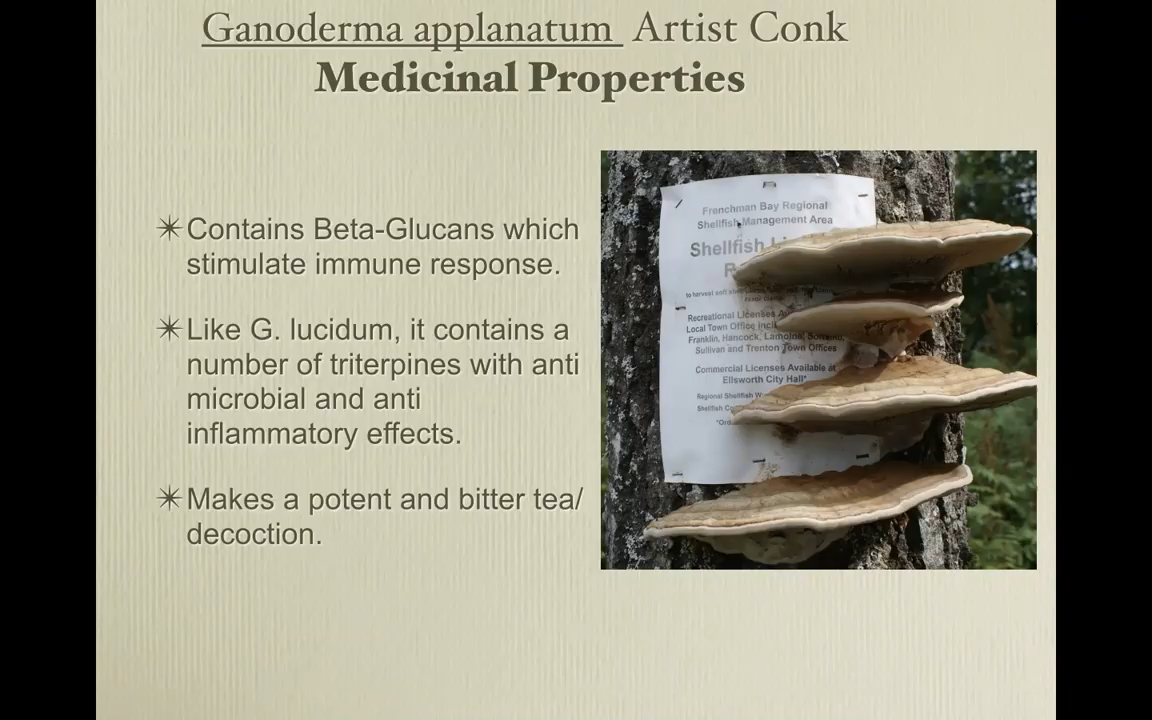 Ganoderma applanatum Artist Conk
Medicinal Properties
Contains Beta-Glucans which
stimulate immune response.
Like G. lucidum, it contains a
number of triterpines with anti
microbial and anti
inflammatory effects.
Makes a potent and bitter tea/
decoction.
Frenchman Bay Regional
Shellfish Management Area
Shellfish
R
to harvest soft
Recreational Licenses
Local Town Office
Franklin, Hancock, Lamoine, Sorrento,
Sullivan and Trenton Town Offices
Commercial Licenses Available at
Ellsworth City Hall*
Regional Shellfish
Shellfish